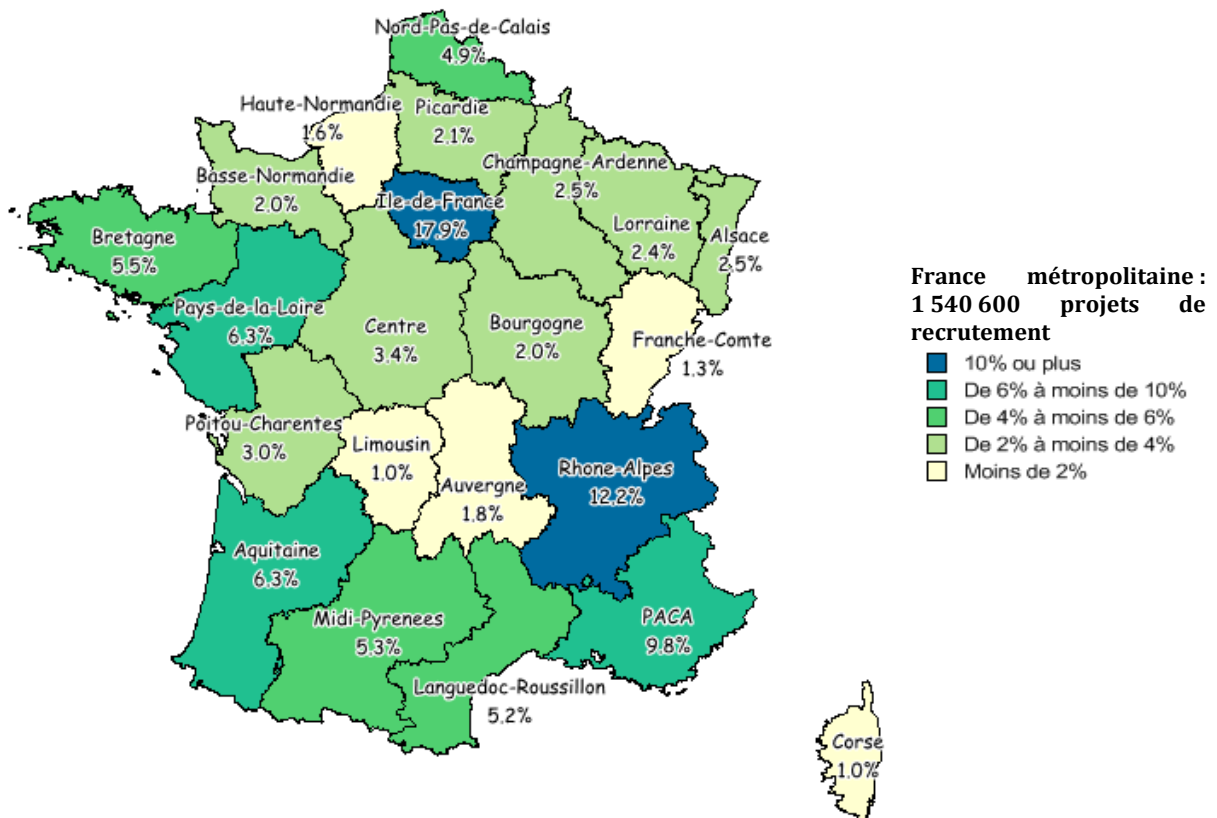 Nord-Pas-de-Calais
4.9%
Haute-Normandie
1.6%
Picardie
2.1%
Champagne-Ardenne
2.5%
Basse-Normandie
2.0%
Ile-de-France
17.9%
Lorraine
2.4%
Alsace
2.5%
Bretagne
5.5%
Pays-de-la-Loire
6.3%
Centre
3.4%
Bourgogne
2.0%
Franche-Comte
1.3%
Poitou-Charentes
3.0%
Limousin
1.0%
Auvergne
1.8%
Rhone-Alpes
12.2%
Aquitaine
6.3%
Midi-Pyrenees
5.3%
PACA
9.8%
Languedoc-Roussillon
5.2%
Corse
1.0%
France métropolitaine :
1 540 600 projets de
recrutement
10% ou plus
De 6% à moins de 10%
De 4% à moins de 6%
De 2% à moins de 4%
Moins de 2%